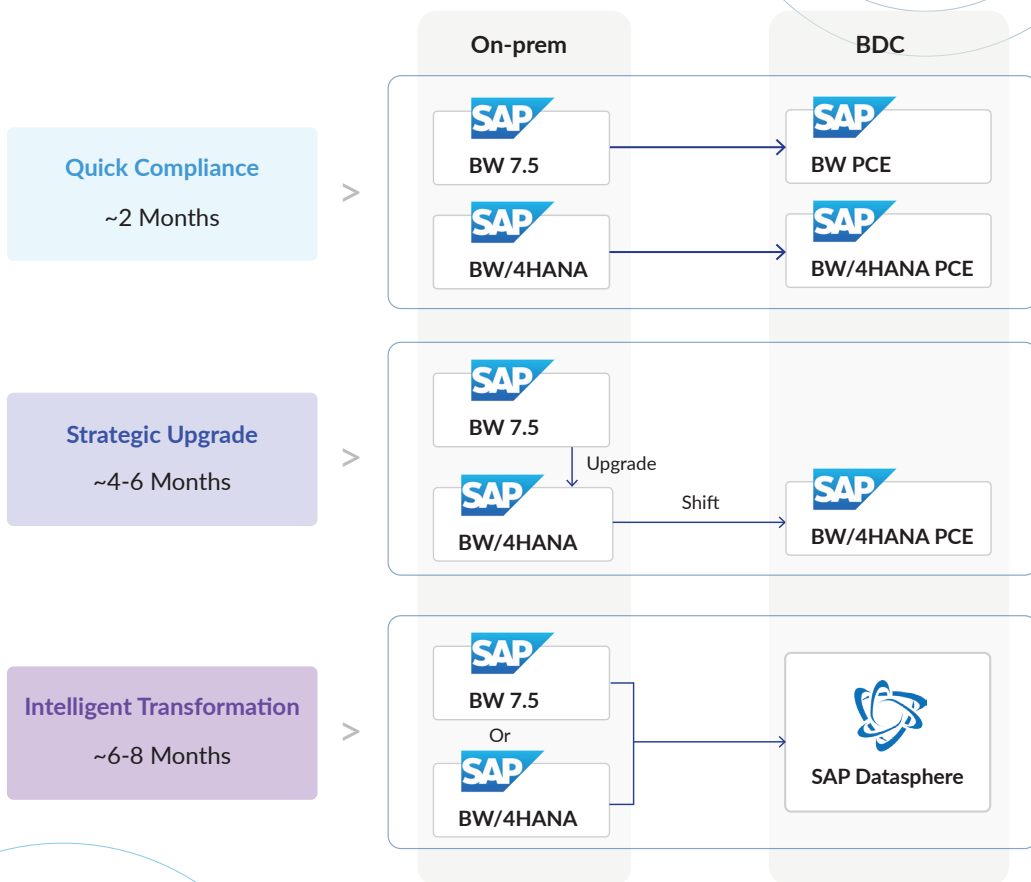 On-prem
BDC
Quick Compliance
~2 Months
>
SAP
BW 7.5
SAP
BW PCE
SAP
BW/4HANA
SAP
BW/4HANA PCE
Strategic Upgrade
~4-6 Months
>
SAP
BW 7.5
Upgrade
SAP
BW/4HANA
Shift
SAP
BW/4HANA PCE
Intelligent Transformation
~6-8 Months
>
SAP
BW 7.5
Or
SAP
BW/4HANA
SAP Datasphere